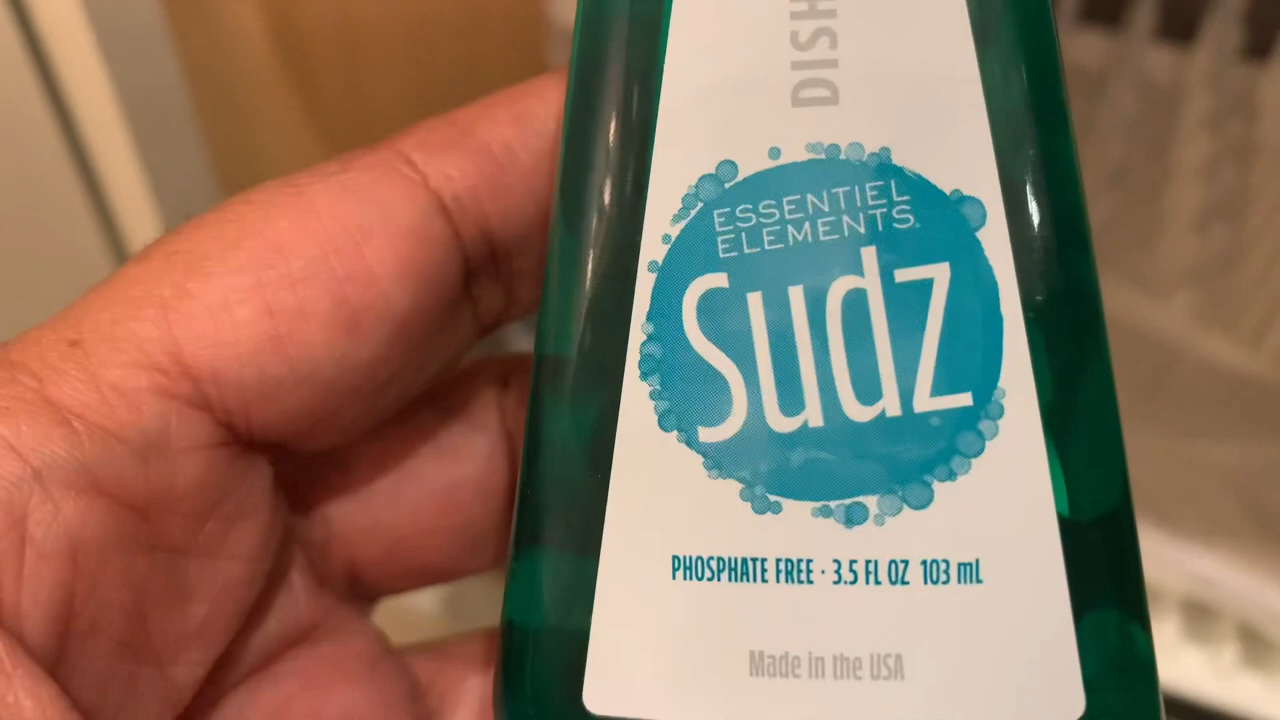 DISH
ESSENTIEL
ELEMENTS
Sudz
PHOSPHATE FREE · 3.5 FL OZ 103 mL
Made in the USA